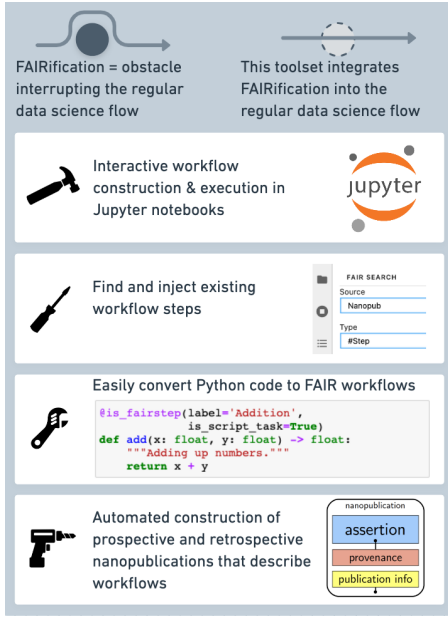 FAIRification = obstacle
interrupting the regular
data science flow
This toolset integrates
FAIRification into the
regular data science flow
Interactive workflow
construction & execution in
Jupyter notebooks
jupyter
Find and inject existing
workflow steps
FAIR SEARCH
Source
Nanopub
Type
#Step
Easily convert Python code to FAIR workflows
@is_fairstep(label='Addition',
is_script_task=True)
def add(x: float, y: float) -> float:
"""Adding up numbers."""
return x + y
Automated construction of
prospective and retrospective
nanopublications that describe
workflows
nanopublication
assertion
provenance
publication info